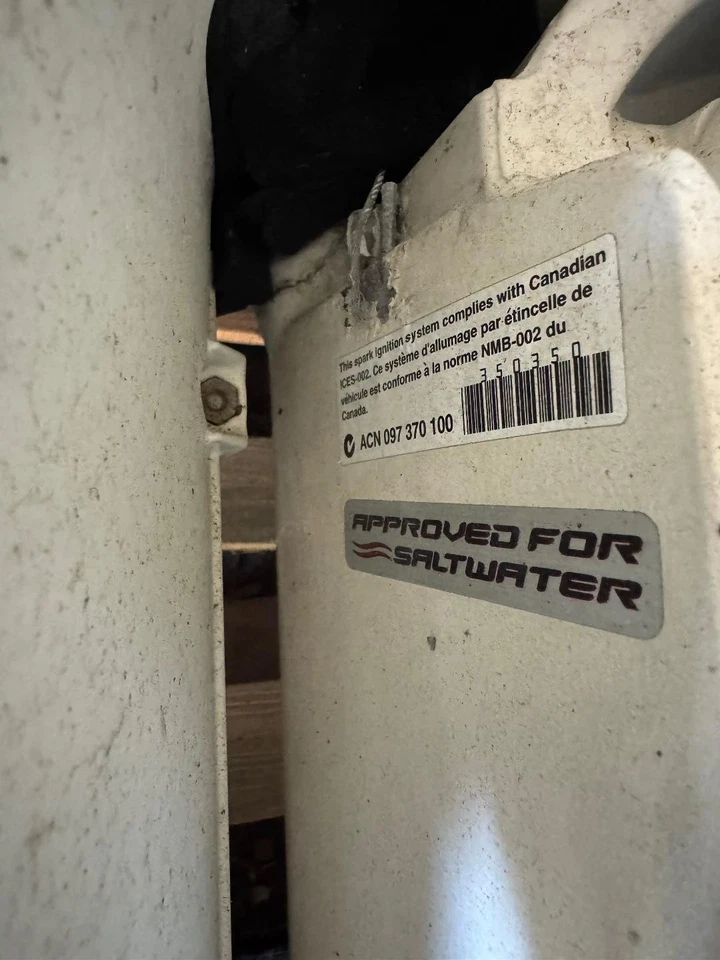 This spark ignition system complies with Canadian
ICES-002. Ce système d'allumage par étincelle de
véhicule est conforme à la norme NMB-002 du
Canada.
350350
ACN 097 370 100
APPROVED FOR
SALTWATER